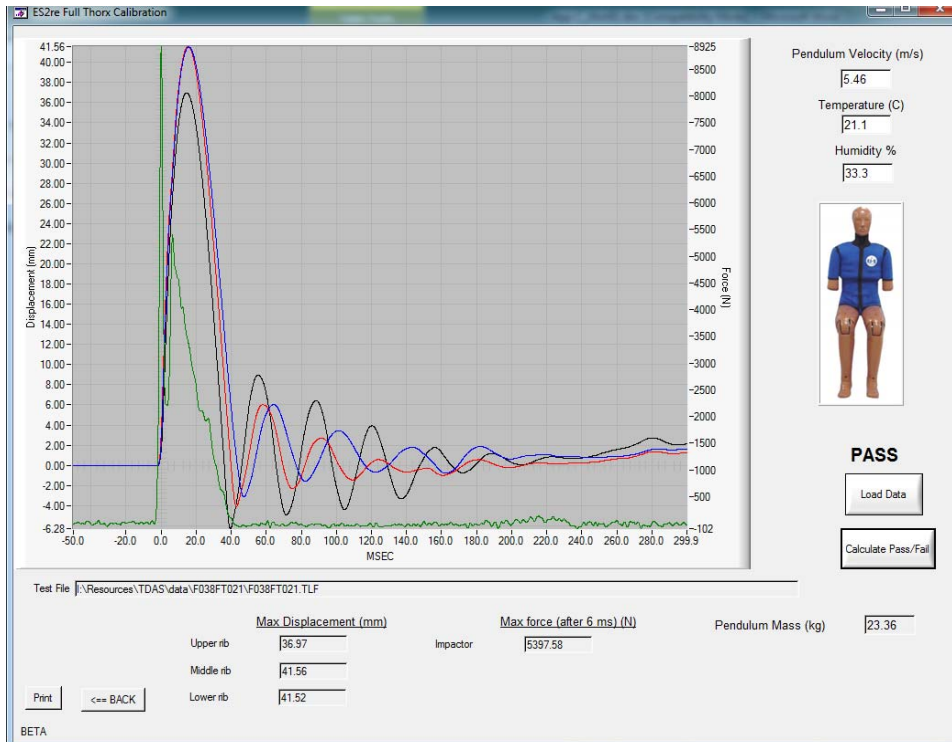 ES2re Full Thorx Calibration
41.56
40.00
38.00
36.00
34.00
32.00
30.00
28.00
26.00
24.00
22.00
20.00
18.00
16.00
14.00
12.00
10.00
8.00
6.00
4.00
2.00
0.00
-2.00
-4.00
-6.28
Displacement (mm)
-50.0 -20.0 0.0 20.0 40.0 60.0 80.0 100.0 120.0 140.0 160.0 180.0 200.0 220.0 240.0 260.0 280.0 299.9
MSEC
8925
8500
8000
7500
7000
6500
6000
5500
5000
4500
4000
3500
3000
2500
2000
1500
1000
500
-102
Force (N)
Pendulum Velocity (m/s)
5.46
Temperature (C)
21.1
Humidity %
33.3
PASS
Load Data
Calculate Pass/Fail
Test File I:\Resources\TDAS\data\F038FT021\F038FT021.TLF
Max Displacement (mm)
Upper rib 36.97
Middle rib 41.56
Lower rib 41.52
Max force (after 6 ms) (N)
Impactor 5397.58
Pendulum Mass (kg) 23.36
Print
<== BACK
BETA